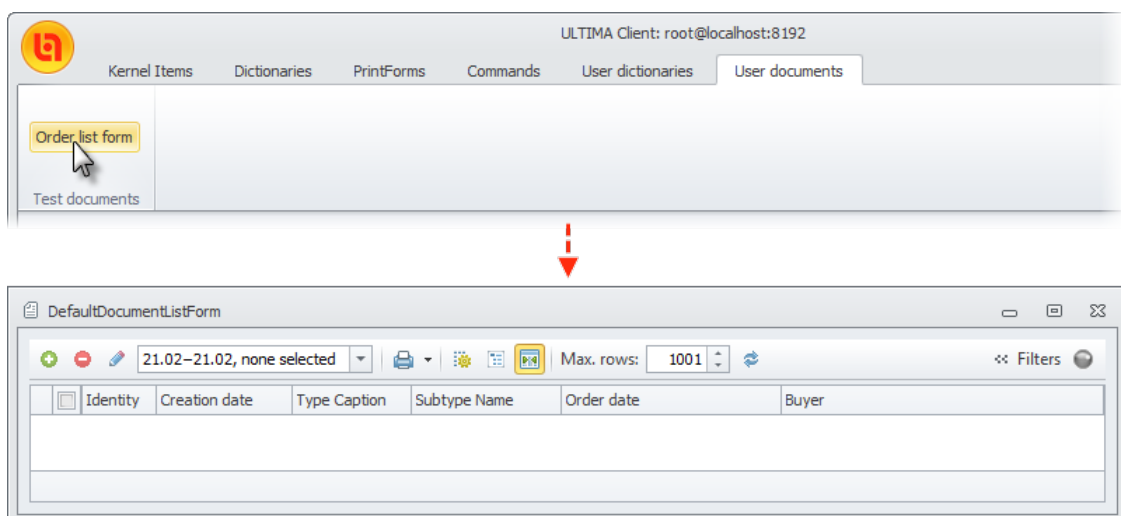 ULTIMA Client: root@localhost:8192
Kernel Items Dictionaries PrintForms Commands User dictionaries User documents
Order list form
Test documents
DefaultDocumentListForm
21.02–21.02, none selected Max. rows: 1001 << Filters
Identity Creation date Type Caption Subtype Name Order date Buyer